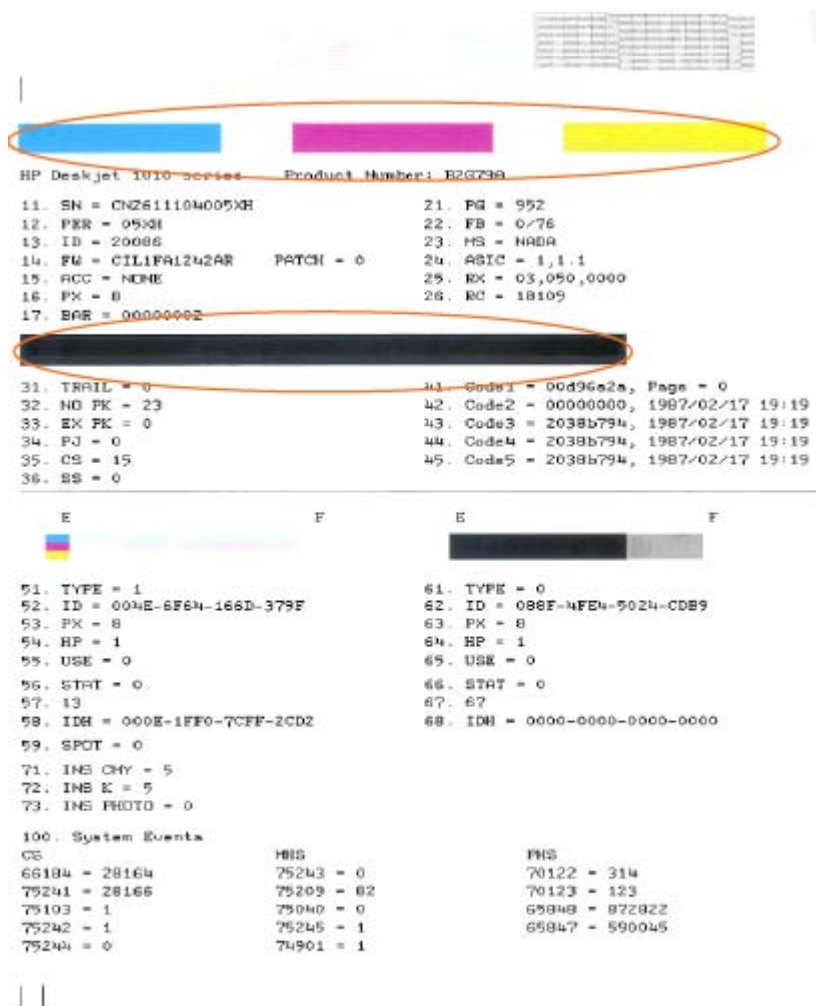 HP Deskjet 1010 series Product Number: B2G79A
11. SN = CN2611104005XH
12. PER = 05XH
13. ID = 20086
14. FW = CIL1FA1242AR PATCH = 0
15. ACC = NONE
16. PX = 8
17. BAR = 00000002
21. PG = 952
22. FB = 0/76
23. MS = NADA
24. ASIC = 1,1.1
25. RX = 03,050,0000
26. RC = 18109
31. TRAIL = 0
32. NO PK = 23
33. EX PK = 0
34. PJ = 0
35. CS = 15
36. SS = 0
41. Code1 = 00d96a2a, Page = 0
42. Code2 = 00000000, 1987/02/17 19:19
43. Code3 = 2038b794, 1987/02/17 19:19
44. Code4 = 2038b794, 1987/02/17 19:19
45. Code5 = 2038b794, 1987/02/17 19:19
E F
E F
51. TYPE = 1
52. ID = 004E-6F64-166D-379F
53. PX = 8
54. HP = 1
55. USE = 0
56. STAT = 0
57. 13
58. IDH = 000E-1FF0-7CFF-2CD2
59. SPOT = 0
61. TYPE = 0
62. ID = 088F-4FE4-5024-CDB9
63. PX = 8
64. HP = 1
65. USE = 0
66. STAT = 0
67. 67
68. IDH = 0000-0000-0000-0000
71. INS CMY = 5
72. INS K = 5
73. INS PHOTO = 0
100. System Events
CS MHS PHS
66184 = 28164 75243 = 0 70122 = 314
75241 = 28166 75209 = 82 70123 = 123
75103 = 1 75040 = 0 65848 = 872822
75242 = 1 75245 = 1 65847 = 590045
75244 = 0 74901 = 1